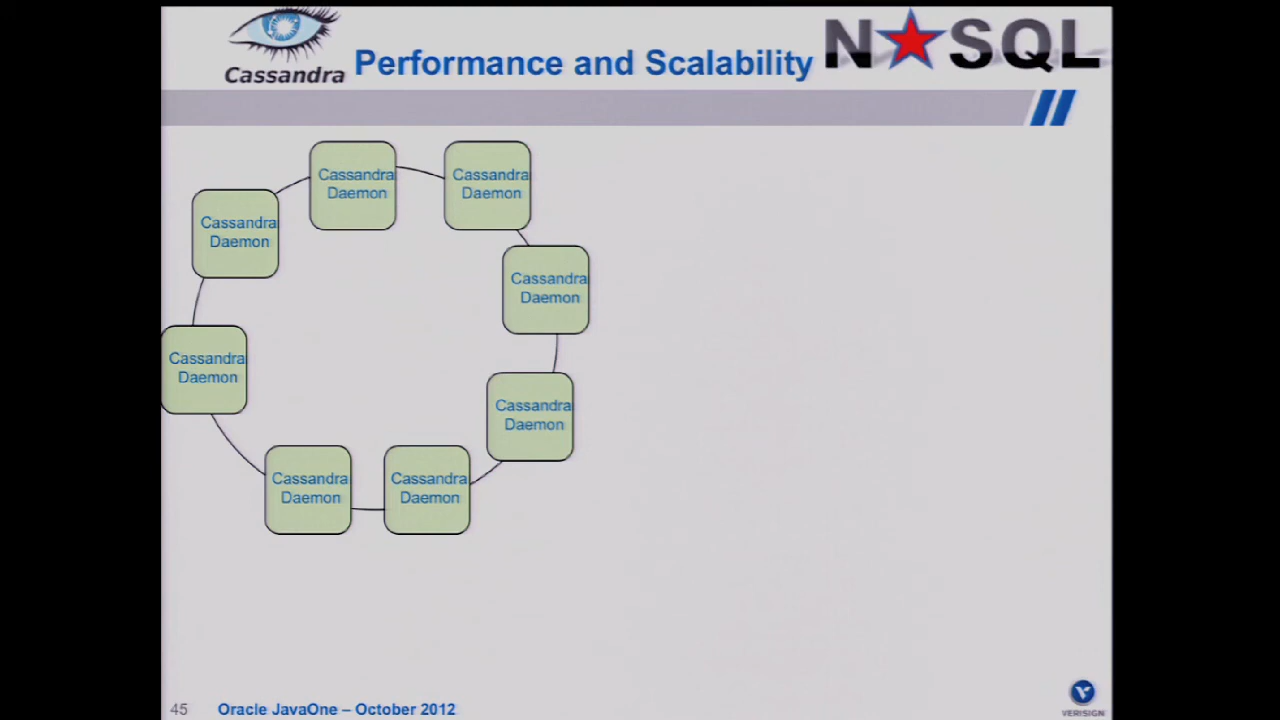 Cassandra
Performance and Scalability
N★SQL
Cassandra
Daemon
Cassandra
Daemon
Cassandra
Daemon
Cassandra
Daemon
Cassandra
Daemon
Cassandra
Daemon
Cassandra
Daemon
Cassandra
Daemon
45
Oracle JavaOne – October 2012
VERISIGN